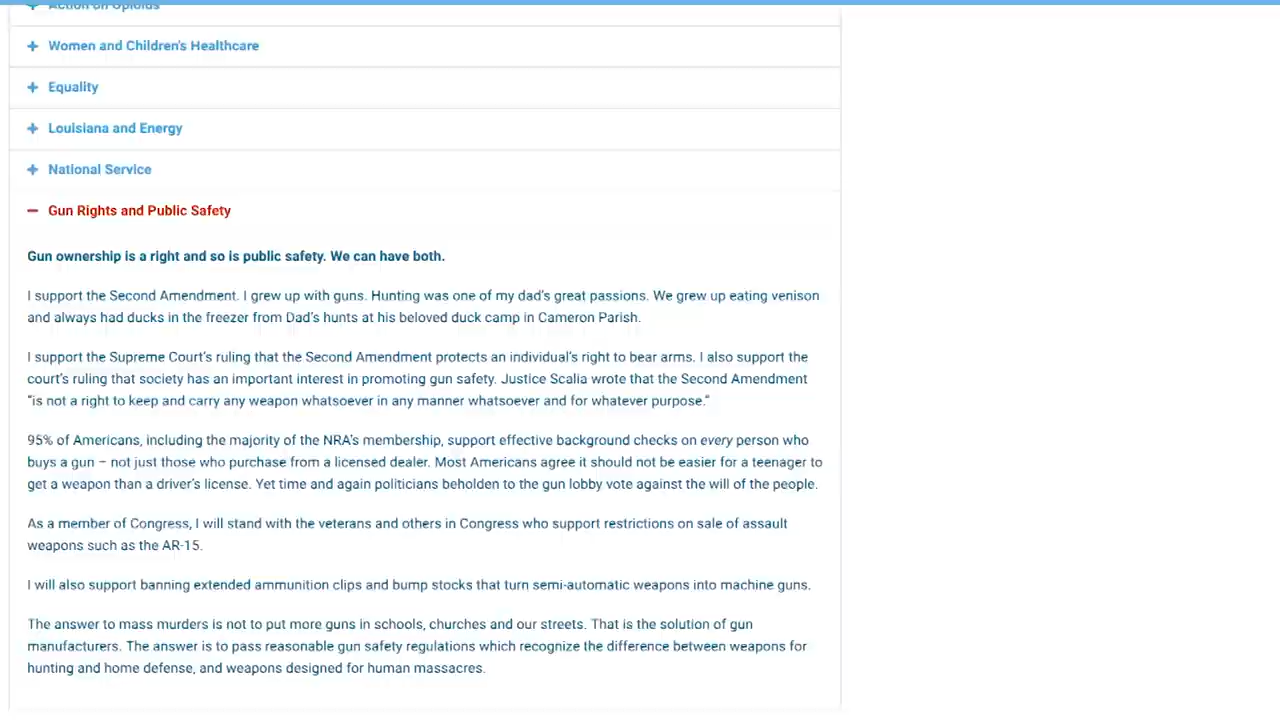 Action on Opioids
Women and Children's Healthcare
Equality
Louisiana and Energy
National Service
Gun Rights and Public Safety
Gun ownership is a right and so is public safety. We can have both.
I support the Second Amendment. I grew up with guns. Hunting was one of my dad's great passions. We grew up eating venison
and always had ducks in the freezer from Dad's hunts at his beloved duck camp in Cameron Parish.
I support the Supreme Court's ruling that the Second Amendment protects an individual's right to bear arms. I also support the
court's ruling that society has an important interest in promoting gun safety. Justice Scalia wrote that the Second Amendment
"is not a right to keep and carry any weapon whatsoever in any manner whatsoever and for whatever purpose."
95% of Americans, including the majority of the NRA's membership, support effective background checks on every person who
buys a gun – not just those who purchase from a licensed dealer. Most Americans agree it should not be easier for a teenager to
get a weapon than a driver's license. Yet time and again politicians beholden to the gun lobby vote against the will of the people.
As a member of Congress, I will stand with the veterans and others in Congress who support restrictions on sale of assault
weapons such as the AR-15.
I will also support banning extended ammunition clips and bump stocks that turn semi-automatic weapons into machine guns.
The answer to mass murders is not to put more guns in schools, churches and our streets. That is the solution of gun
manufacturers. The answer is to pass reasonable gun safety regulations which recognize the difference between weapons for
hunting and home defense, and weapons designed for human massacres.